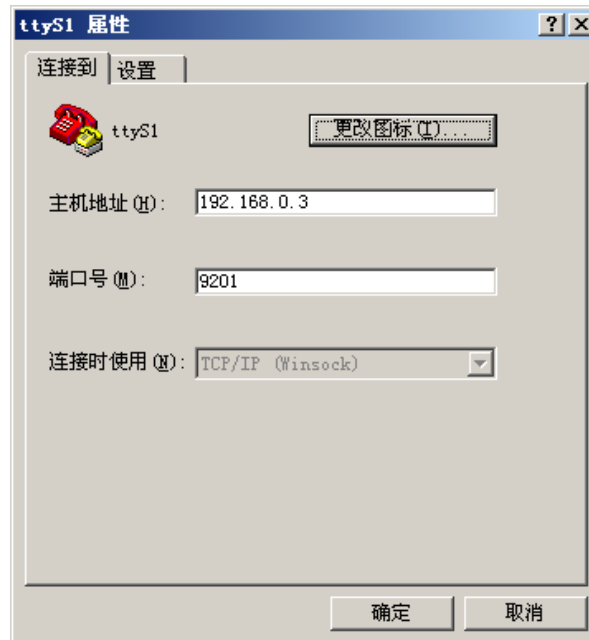 ttyS1 属性
连接到 设置
ttyS1 更改图标(I)...
主机地址(H): 192.168.0.3
端口号(M): 9201
连接时使用(N): TCP/IP (Winsock)
确定 取消